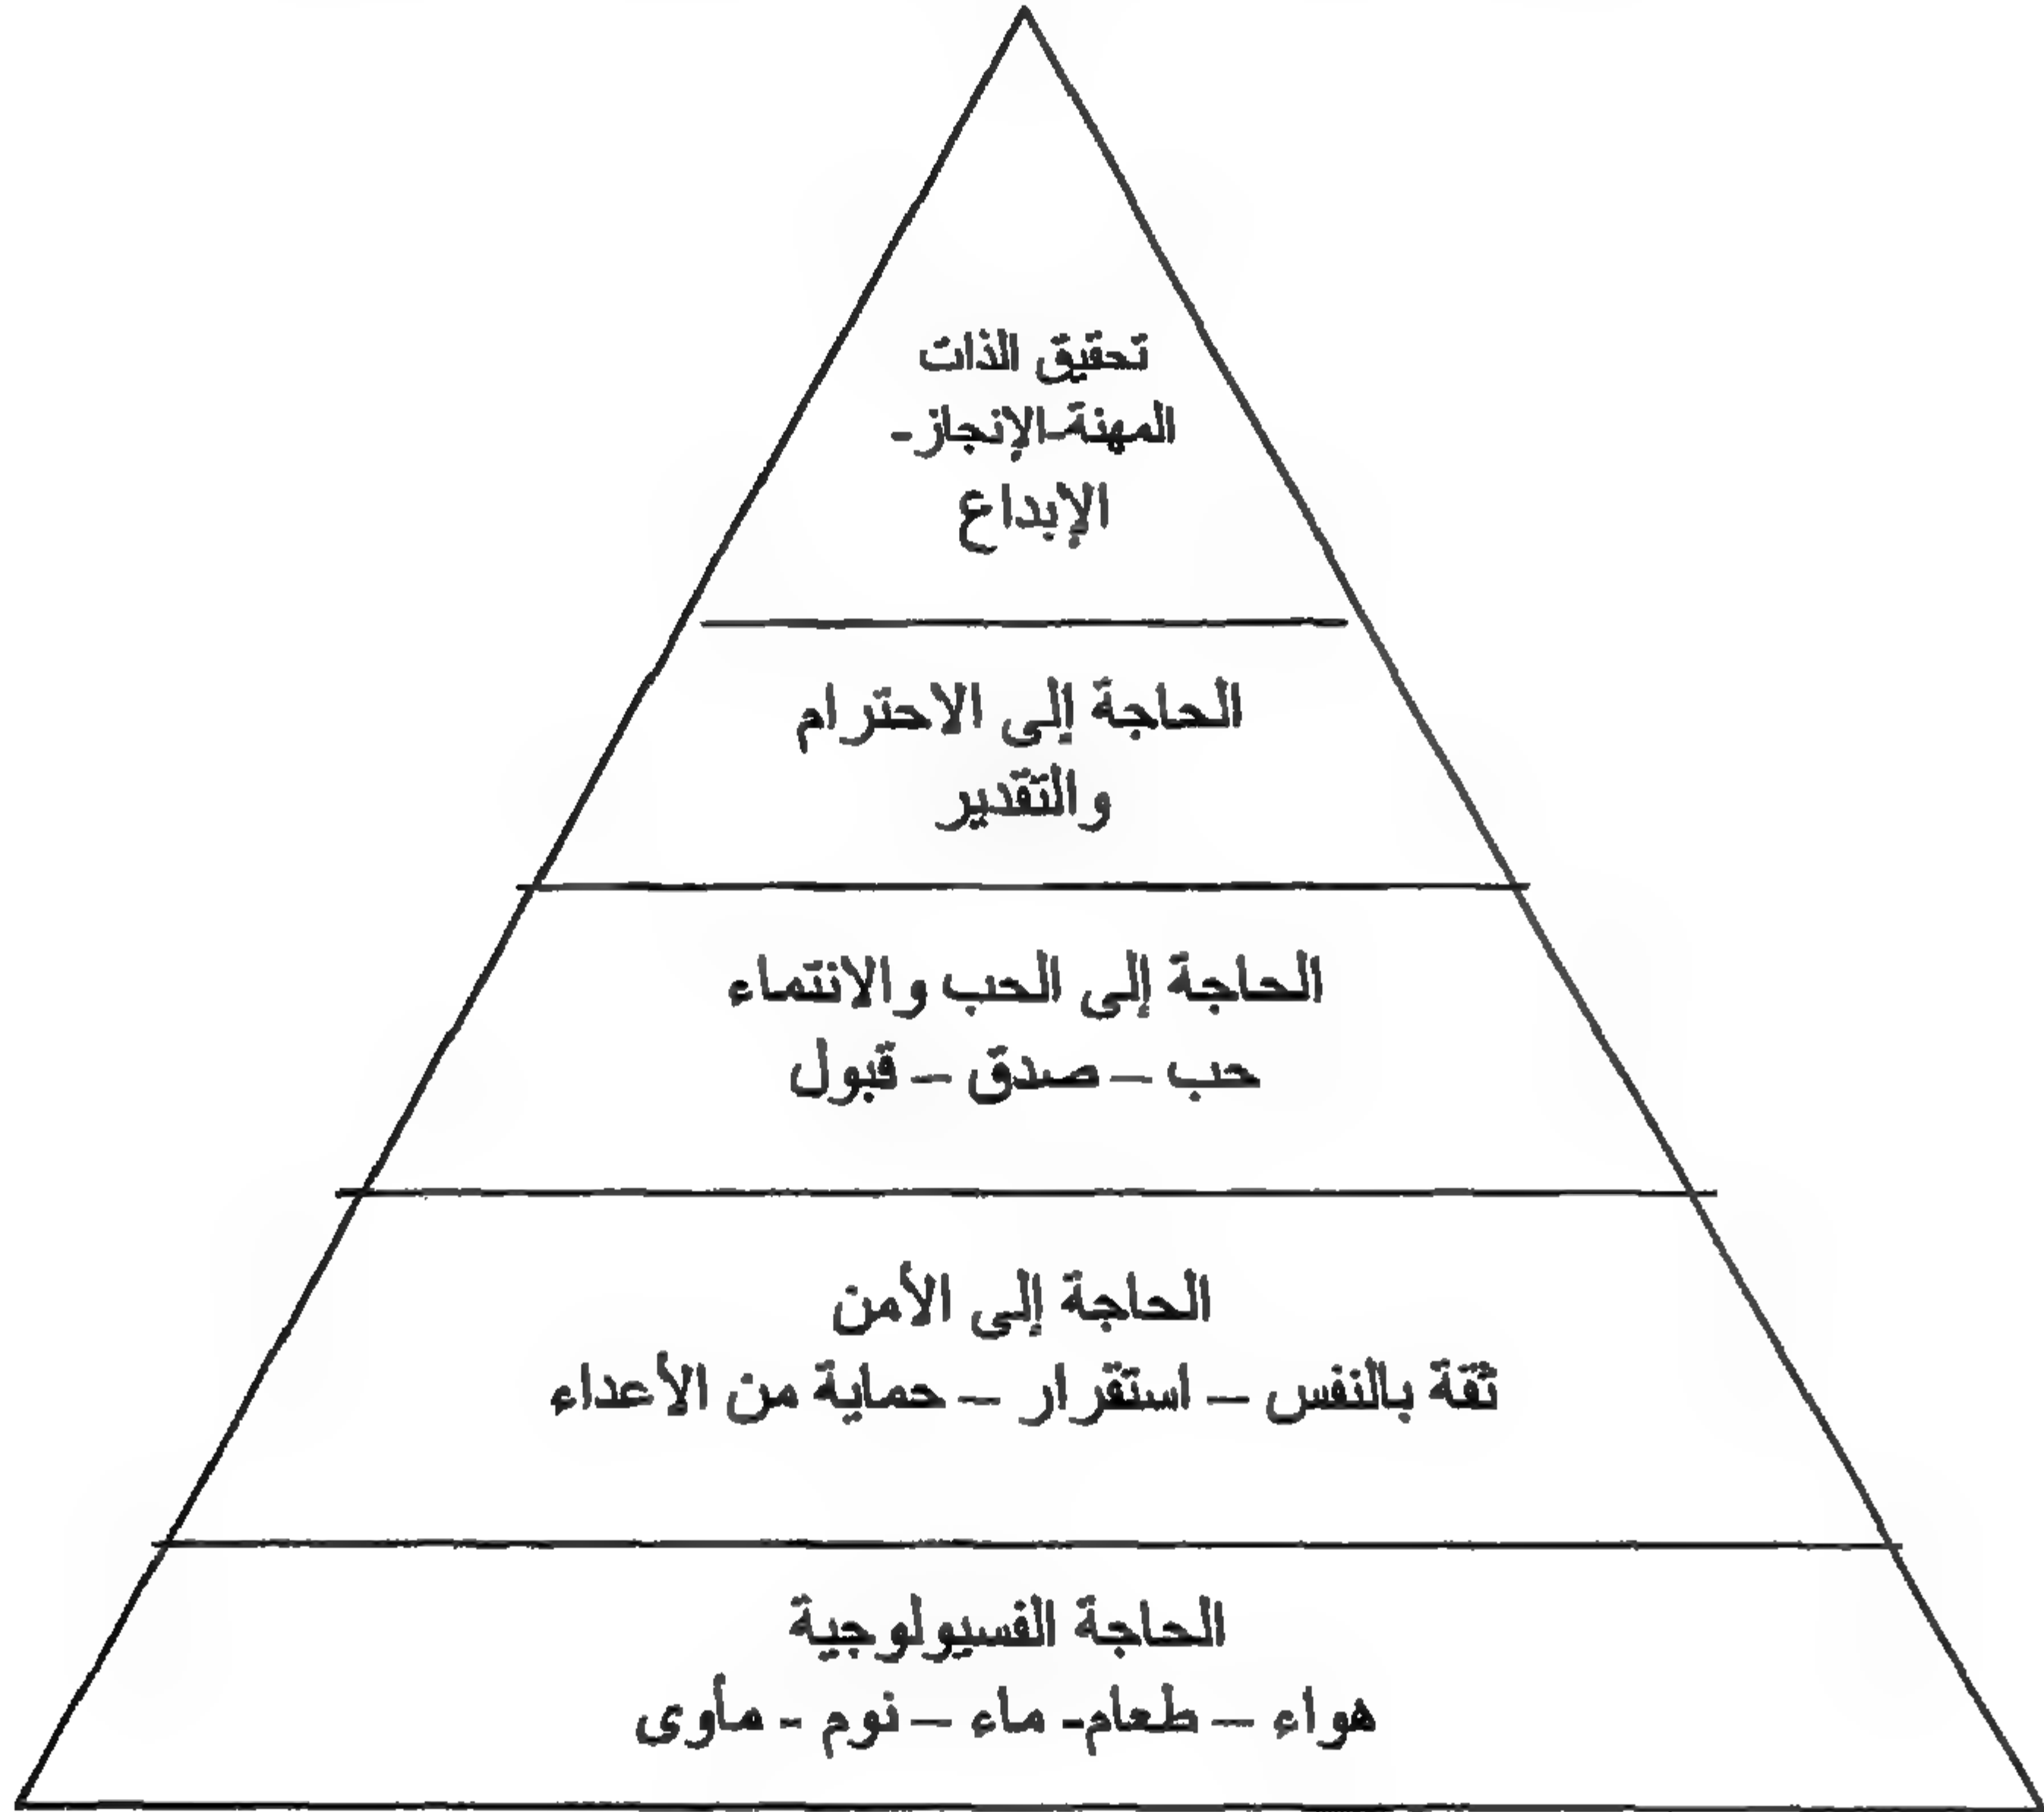 تحقيق الذات
المهنة-الإنجاز-
الإبداع
الحاجة إلى الاحترام
والتقدير
الحاجة إلى الحب والانتماء
حب – صدق – قبول
الحاجة إلى الأمن
ثقة بالنفس – استقرار – حماية من الأعداء
الحاجة الفسيولوجية
هواء – طعام- ماء – نوم - مأوى